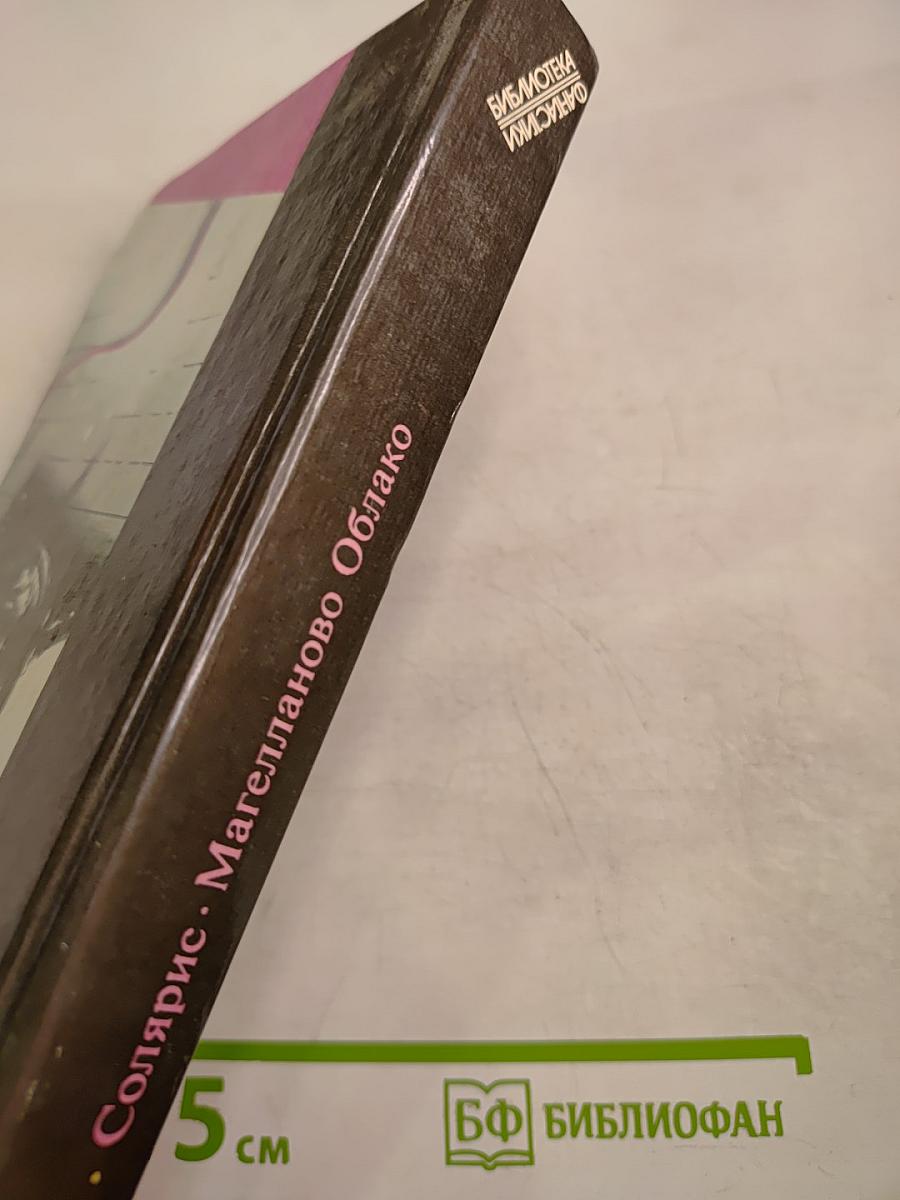 БИБЛИОТЕКА
ФАНТАСТИКИ
· Солярис · Магелланово Облако
5 см
БФ БИБЛИОФАН